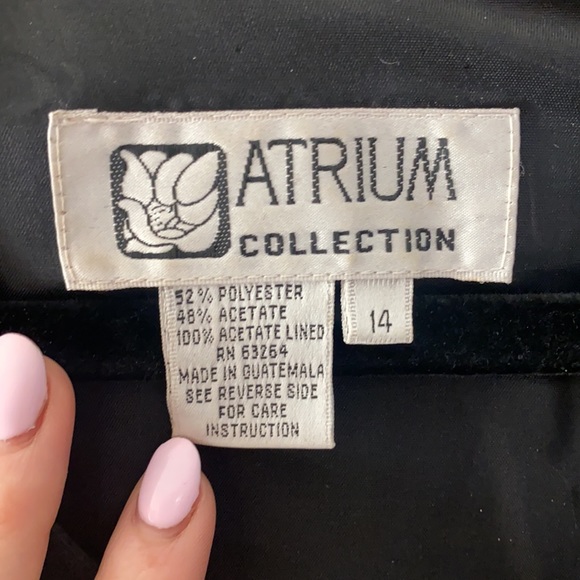 ATRIUM
COLLECTION
52% POLYESTER
48% ACETATE
100% ACETATE LINED
RN 63264
MADE IN GUATEMALA
SEE REVERSE SIDE
FOR CARE
INSTRUCTION
14